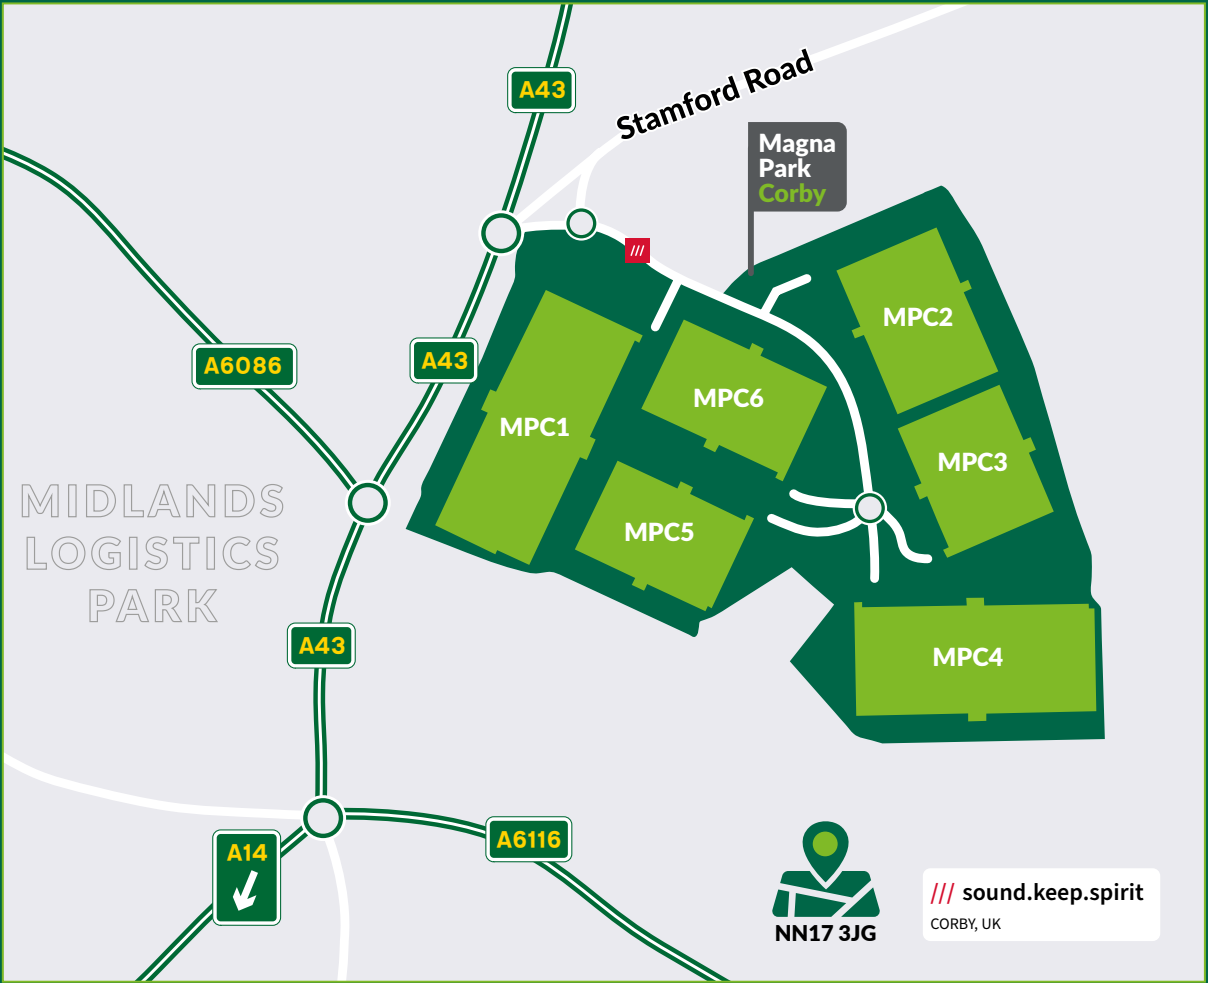 A43
Stamford Road
Magna
Park
Corby
MPC2
A6086
A43
MPC6
MPC1
MPC3
MIDLANDS
LOGISTICS
PARK
MPC5
A43
MPC4
A6116
A14
/// sound.keep.spirit
CORBY, UK
NN17 3JG
///